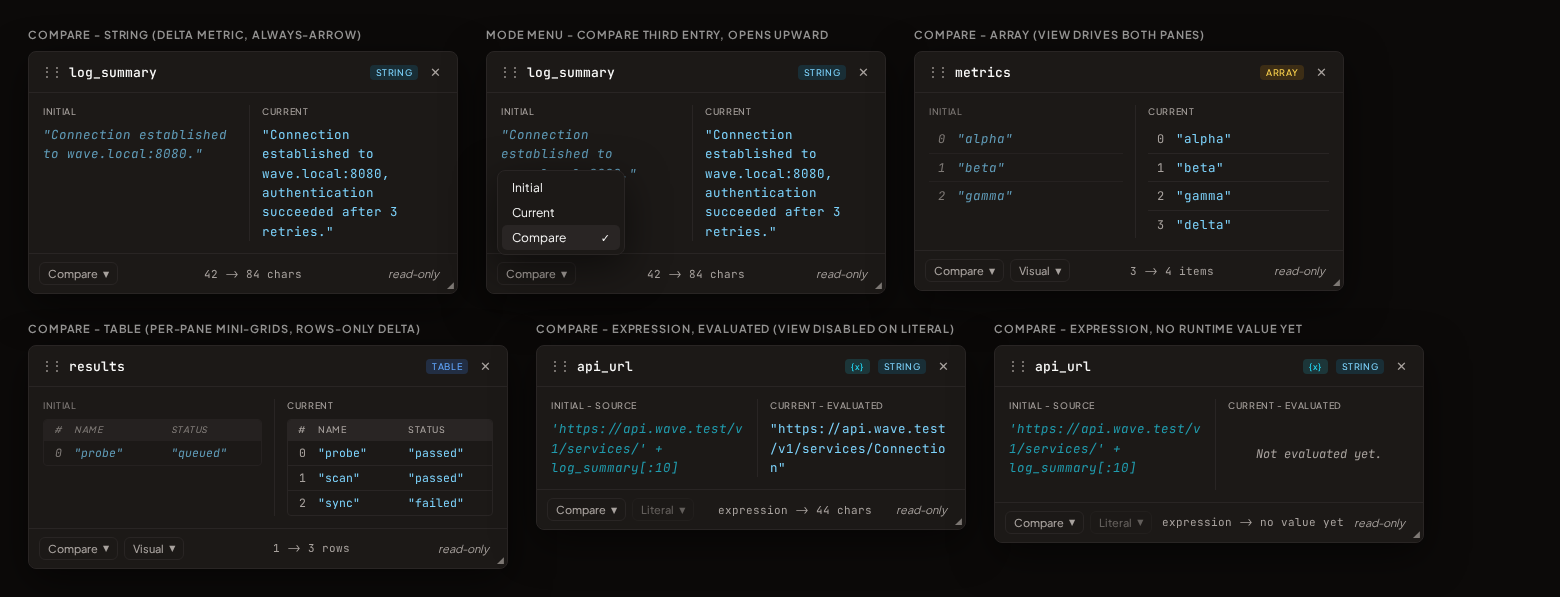 COMPARE – STRING (DELTA METRIC, ALWAYS-ARROW)
log_summary
STRING ✕
INITIAL
"Connection established
to wave.local:8080."
CURRENT
"Connection
established to
wave.local:8080,
authentication
succeeded after 3
retries."
Compare ▾
42 → 84 chars
read-only
MODE MENU – COMPARE THIRD ENTRY, OPENS UPWARD
log_summary
STRING ✕
INITIAL
"Connection
established to
Initial
Current
Compare ✓
CURRENT
"Connection
established to
wave.local:8080,
authentication
succeeded after 3
retries."
Compare ▾
42 → 84 chars
read-only
COMPARE – ARRAY (VIEW DRIVES BOTH PANES)
metrics
ARRAY ✕
INITIAL
0 "alpha"
1 "beta"
2 "gamma"
CURRENT
0 "alpha"
1 "beta"
2 "gamma"
3 "delta"
Compare ▾
Visual ▾
3 → 4 items
read-only
COMPARE – TABLE (PER-PANE MINI-GRIDS, ROWS-ONLY DELTA)
results
TABLE ✕
INITIAL
# NAME STATUS
0 "probe" "queued"
CURRENT
# NAME STATUS
0 "probe" "passed"
1 "scan" "passed"
2 "sync" "failed"
Compare ▾
Visual ▾
1 → 3 rows
read-only
COMPARE – EXPRESSION, EVALUATED (VIEW DISABLED ON LITERAL)
api_url
{x} STRING ✕
INITIAL – SOURCE
'https://api.wave.test/v
1/services/' +
log_summary[:10]
CURRENT – EVALUATED
"https://api.wave.test
/v1/services/Connectio
n"
Compare ▾
Literal ▾
expression → 44 chars
read-only
COMPARE – EXPRESSION, NO RUNTIME VALUE YET
api_url
{x} STRING ✕
INITIAL – SOURCE
'https://api.wave.test/v
1/services/' +
log_summary[:10]
CURRENT – EVALUATED
Not evaluated yet.
Compare ▾
Literal ▾
expression → no value yet
read-only